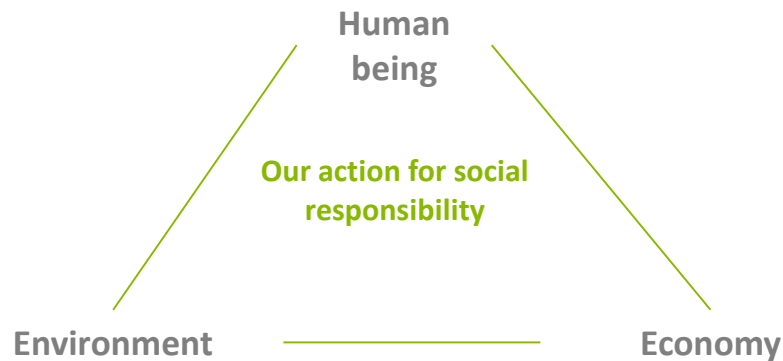 Human
being
Our action for social
responsibility
Environment
Economy